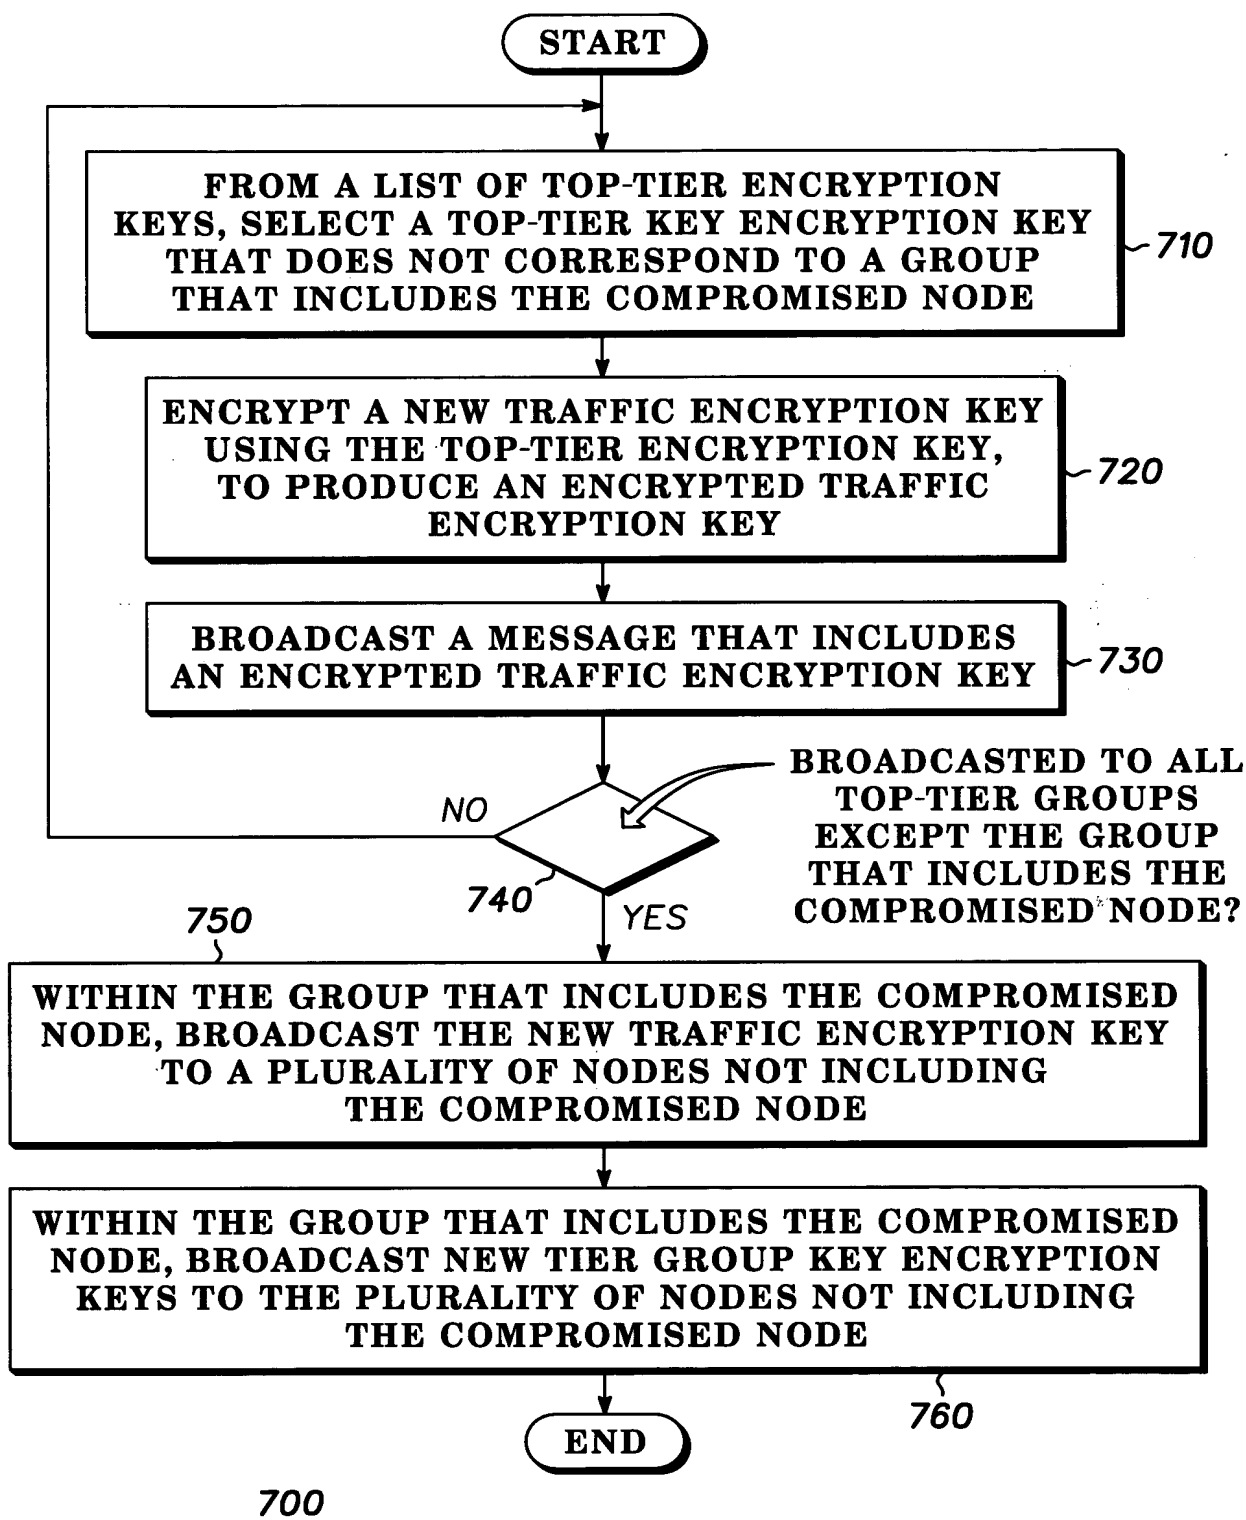 START
FROM A LIST OF TOP-TIER ENCRYPTION
KEYS, SELECT A TOP-TIER KEY ENCRYPTION KEY
THAT DOES NOT CORRESPOND TO A GROUP
THAT INCLUDES THE COMPROMISED NODE
710
ENCRYPT A NEW TRAFFIC ENCRYPTION KEY
USING THE TOP-TIER ENCRYPTION KEY,
TO PRODUCE AN ENCRYPTED TRAFFIC
ENCRYPTION KEY
720
BROADCAST A MESSAGE THAT INCLUDES
AN ENCRYPTED TRAFFIC ENCRYPTION KEY
730
BROADCASTED TO ALL
TOP-TIER GROUPS
EXCEPT THE GROUP
THAT INCLUDES THE
COMPROMISED NODE?
NO
740
YES
750
WITHIN THE GROUP THAT INCLUDES THE COMPROMISED
NODE, BROADCAST THE NEW TRAFFIC ENCRYPTION KEY
TO A PLURALITY OF NODES NOT INCLUDING
THE COMPROMISED NODE
WITHIN THE GROUP THAT INCLUDES THE COMPROMISED
NODE, BROADCAST NEW TIER GROUP KEY ENCRYPTION
KEYS TO THE PLURALITY OF NODES NOT INCLUDING
THE COMPROMISED NODE
760
END
700